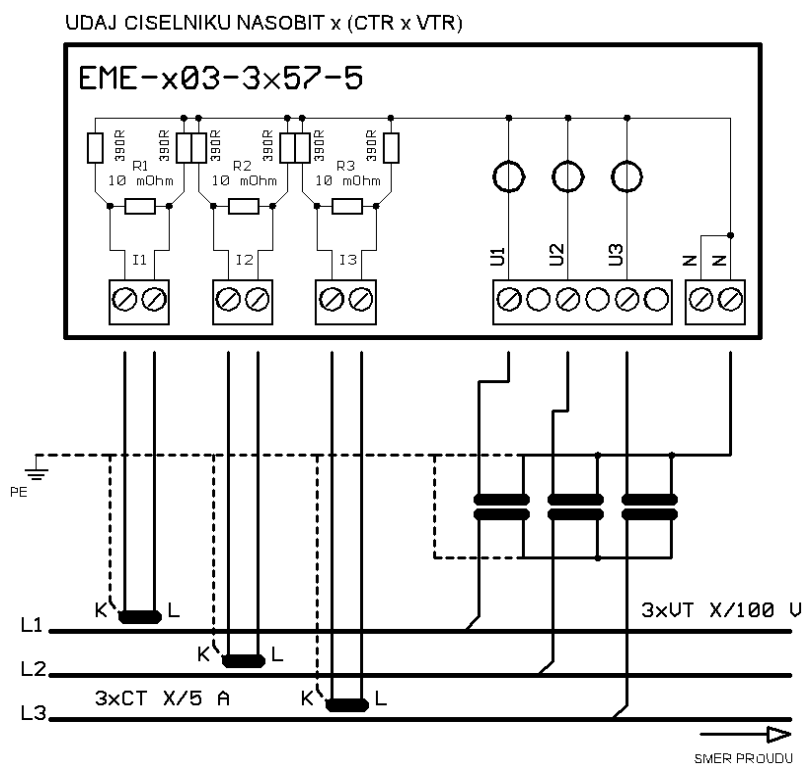 UDAJ CISELNIKU NASOBIT x (CTR x VTR)
EME-x03-3x57-5
390R 390R 390R 390R 390R 390R
R1 R2 R3
10 mOhm 10 mOhm 10 mOhm
I1 I2 I3 U1 U2 U3 N N
PE
K L 3xVT X/100 V
L1
K L
L2
3xCT X/5 A K L
L3
SMER PROUDU